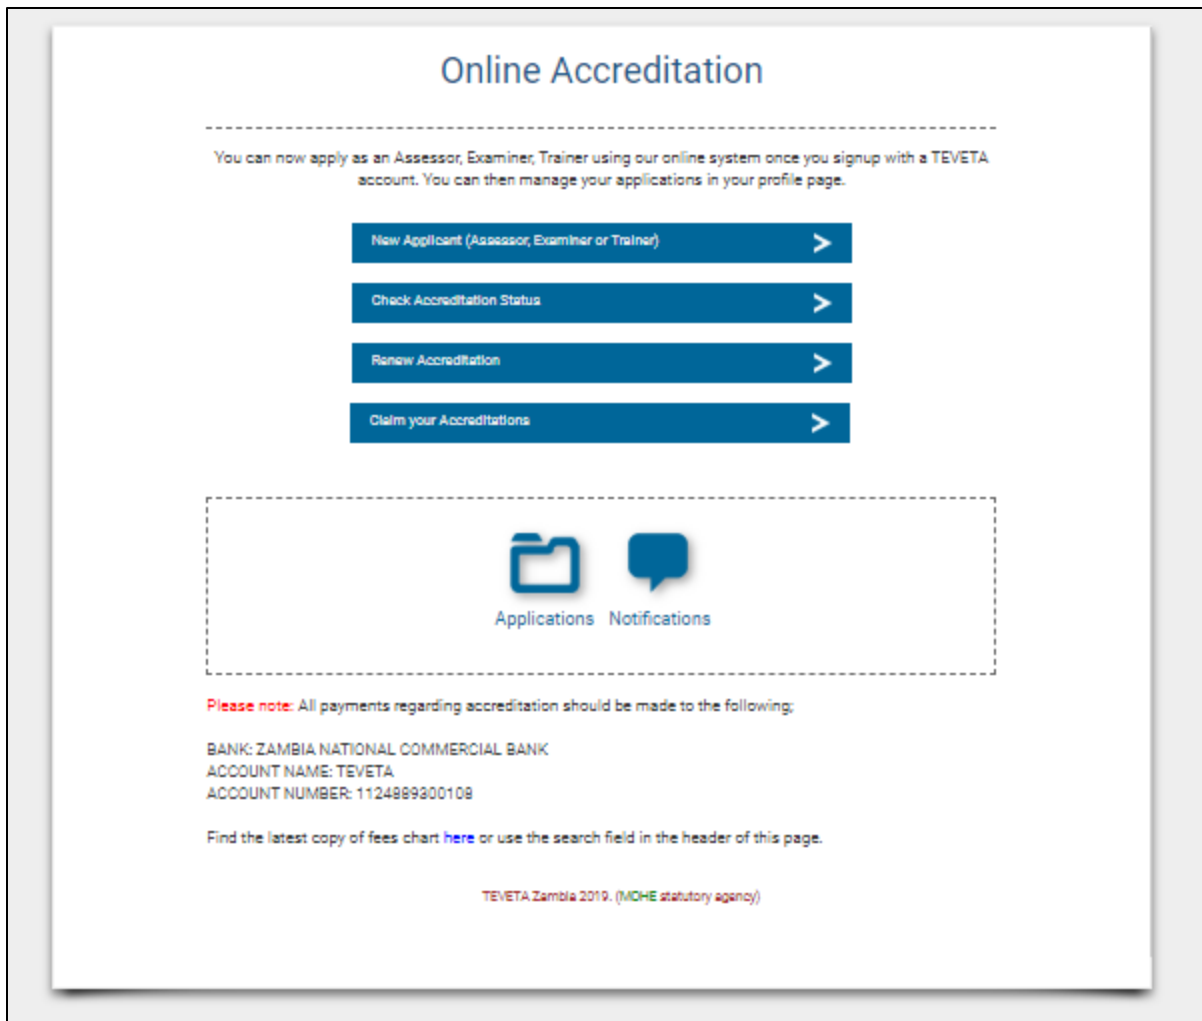 Online Accreditation
You can now apply as an Assessor, Examiner, Trainer using our online system once you signup with a TEVETA
account. You can then manage your applications in your profile page.
New Applicant (Assessor, Examiner or Trainer)
Check Accreditation Status
Renew Accreditation
Claim your Accreditations
Applications Notifications
Please note: All payments regarding accreditation should be made to the following;
BANK: ZAMBIA NATIONAL COMMERCIAL BANK
ACCOUNT NAME: TEVETA
ACCOUNT NUMBER: 1124889300108
Find the latest copy of fees chart here or use the search field in the header of this page.
TEVETA Zambia 2019. (MOHE statutory agency)